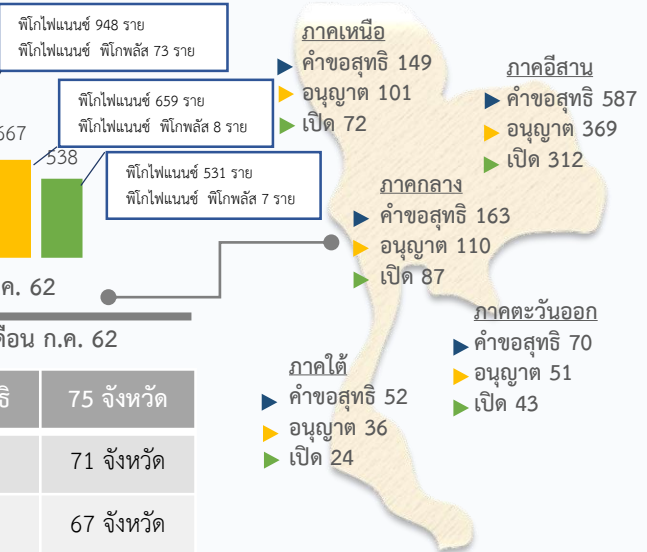 พิโกไฟแนนซ์ 948 ราย
พิโกไฟแนนซ์ พิโกพลัส 73 ราย
พิโกไฟแนนซ์ 659 ราย
พิโกไฟแนนซ์ พิโกพลัส 8 ราย
667
พิโกไฟแนนซ์ 531 ราย
พิโกไฟแนนซ์ พิโกพลัส 7 ราย
538
ค. 62
ดือน ก.ค. 62
ธิ 75 จังหวัด
71 จังหวัด
67 จังหวัด
ภาคเหนือ
คำขอสุทธิ 149
อนุญาต 101
เปิด 72
ภาคอีสาน
คำขอสุทธิ 587
อนุญาต 369
เปิด 312
ภาคกลาง
คำขอสุทธิ 163
อนุญาต 110
เปิด 87
ภาคตะวันออก
คำขอสุทธิ 70
อนุญาต 51
เปิด 43
ภาคใต้
คำขอสุทธิ 52
อนุญาต 36
เปิด 24